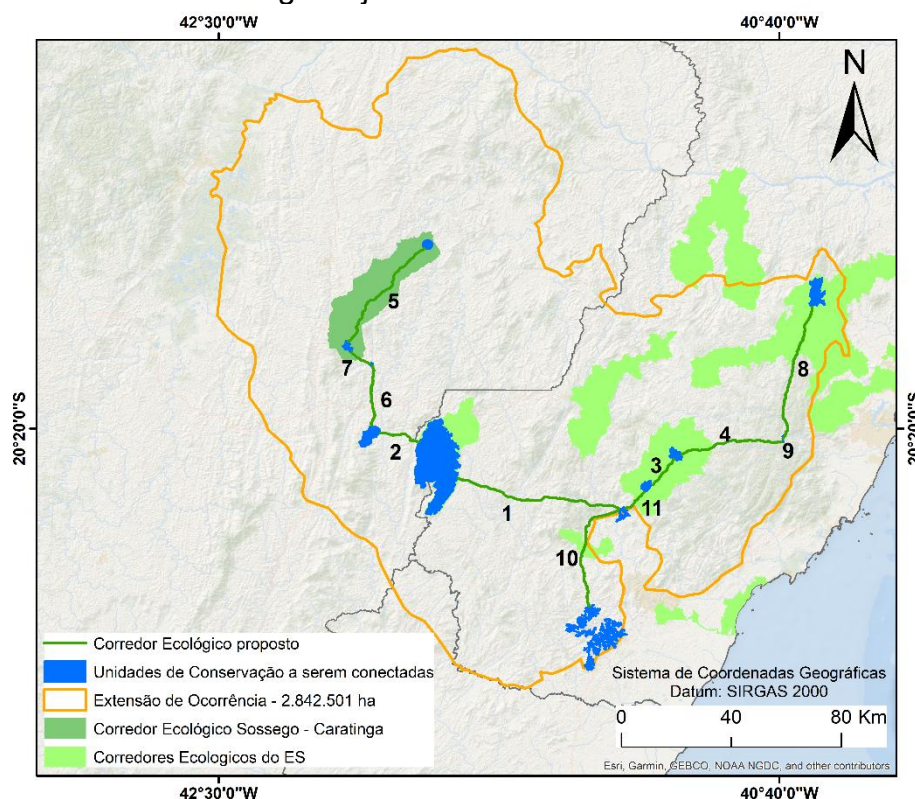 42°30'0"W
40°40'0"W
N
5
8
7
6
20°20'0"S
20°20'0"S
2
4
3
9
1
11
10
Corredor Ecológico proposto
Unidades de Conservação a serem conectadas
Extensão de Ocorrência - 2.842.501 ha
Corredor Ecológico Sossego - Caratinga
Corredores Ecologicos do ES
Sistema de Coordenadas Geográficas
Datum: SIRGAS 2000
0 40 80 Km
Esri, Garmin, GEBCO, NOAA NGDC, and other contributors
42°30'0"W
40°40'0"W